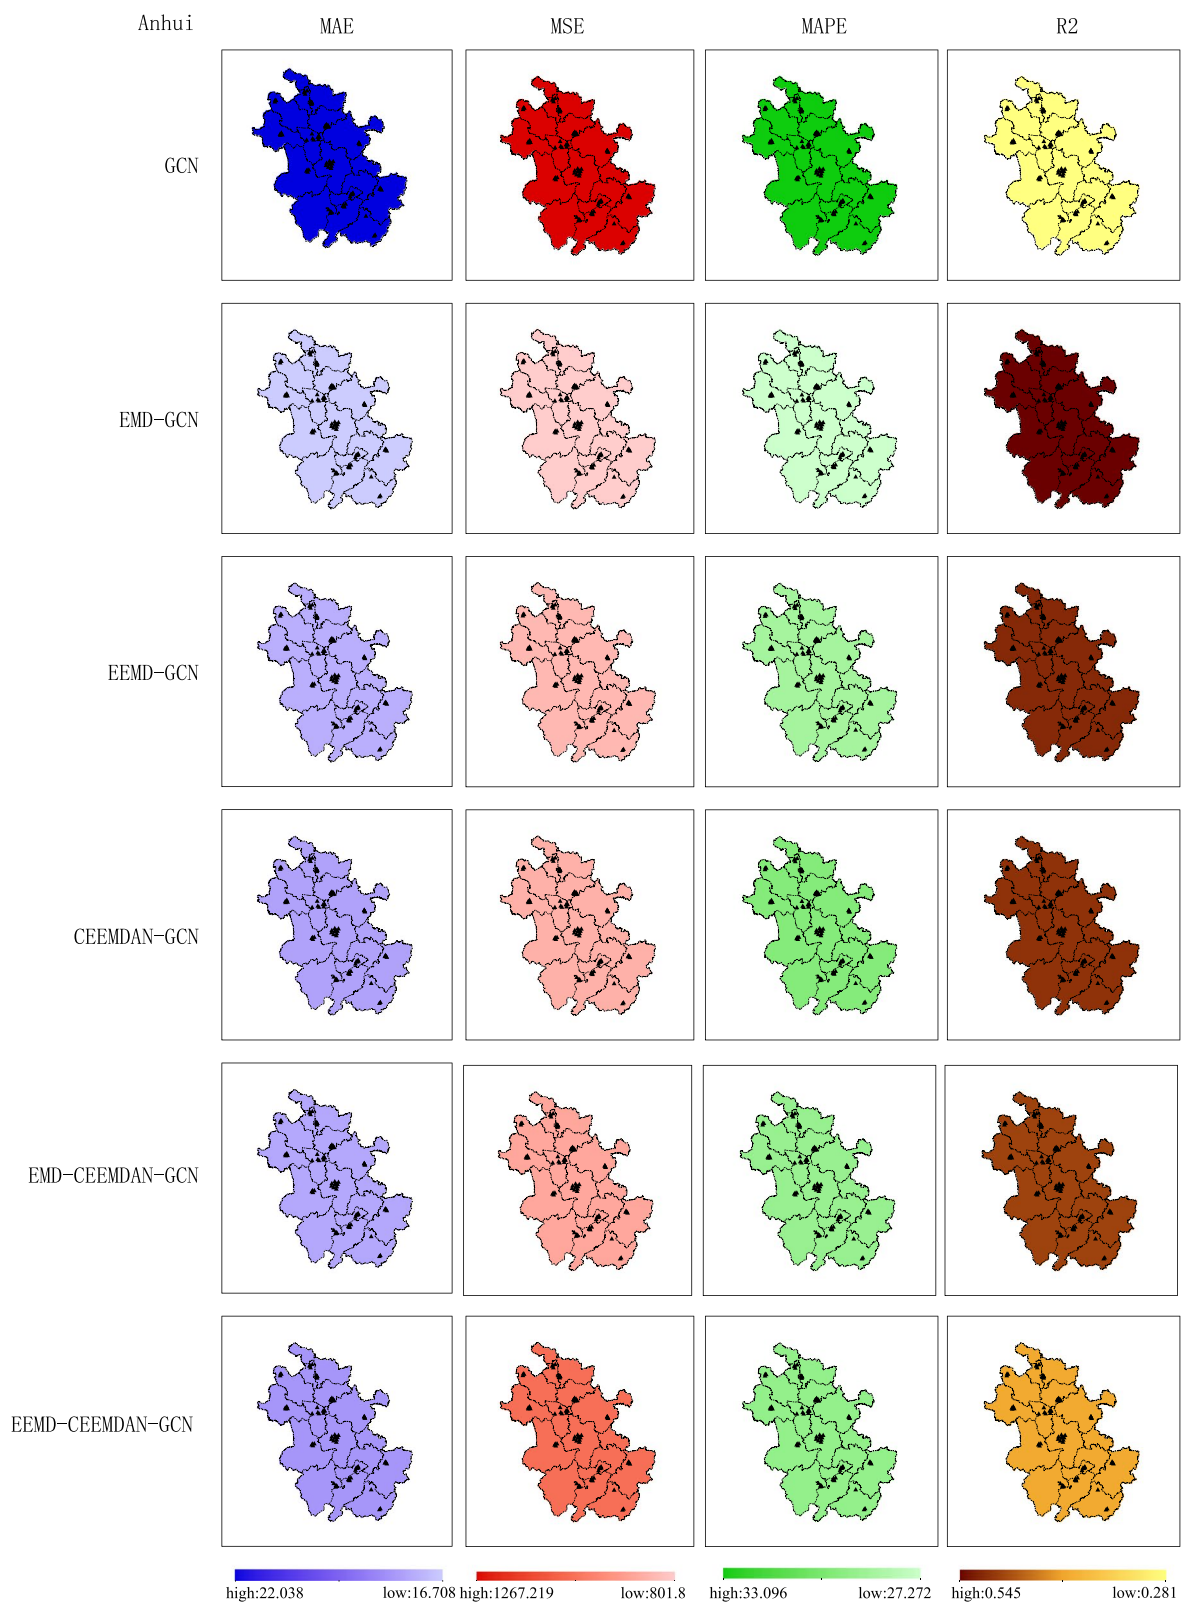 Anhui MAE MSE MAPE R2
GCN
EMD-GCN
EEMD-GCN
CEEMDAN-GCN
EMD-CEEMDAN-GCN
EEMD-CEEMDAN-GCN
high:22.038 low:16.708 high:1267.219 low:801.8 high:33.096 low:27.272 high:0.545 low:0.281